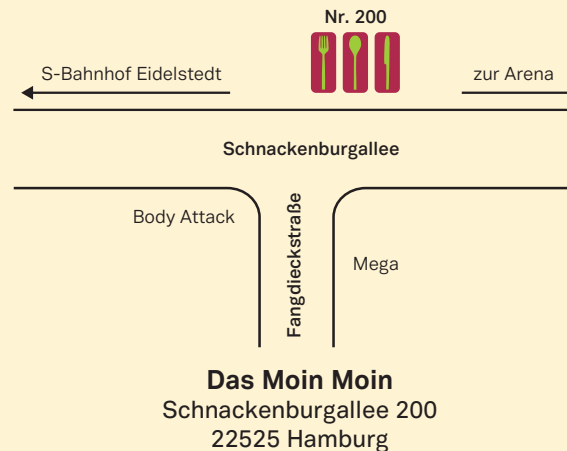 Nr. 200
S-Bahnhof Eidelstedt
zur Arena
Schnackenburgallee
Body Attack
Fangdieckstraße
Mega
Das Moin Moin
Schnackenburgallee 200
22525 Hamburg